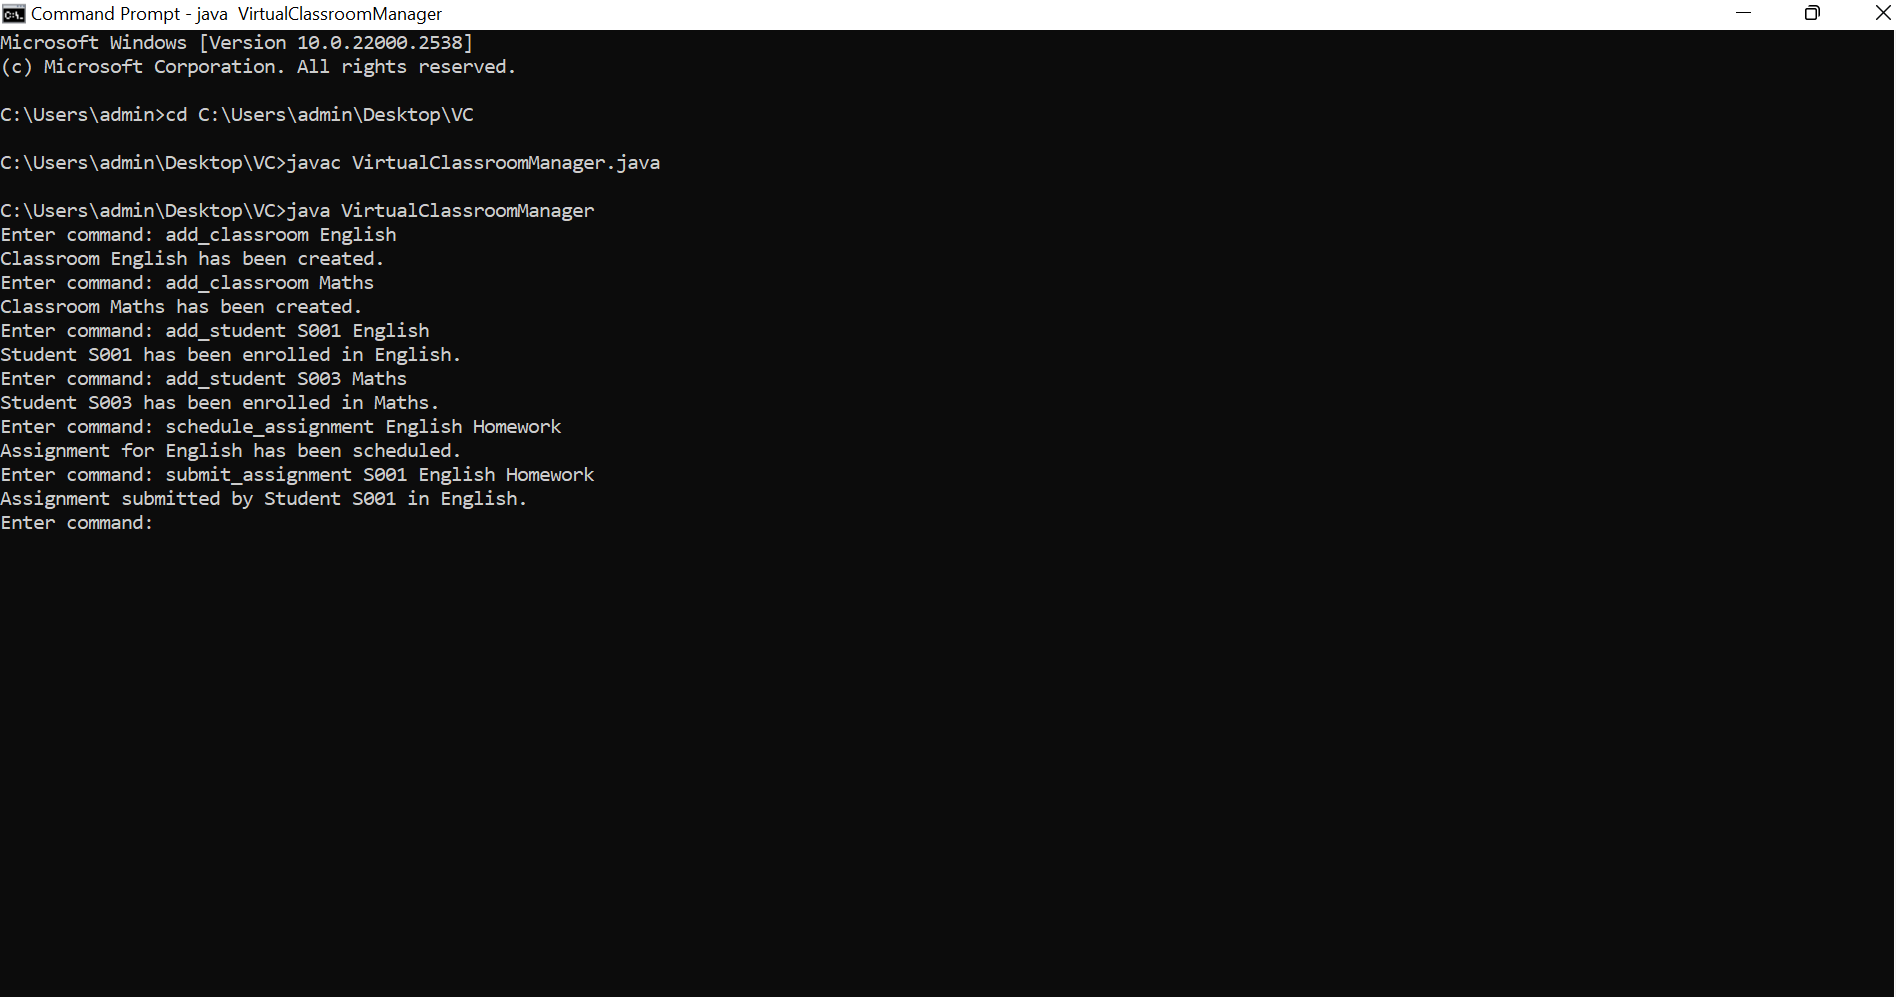 Command Prompt - java  VirtualClassroomManager
Microsoft Windows [Version 10.0.22000.2538]
(c) Microsoft Corporation. All rights reserved.
C:\Users\admin>cd C:\Users\admin\Desktop\VC
C:\Users\admin\Desktop\VC>javac VirtualClassroomManager.java
C:\Users\admin\Desktop\VC>java VirtualClassroomManager
Enter command: add_classroom English
Classroom English has been created.
Enter command: add_classroom Maths
Classroom Maths has been created.
Enter command: add_student S001 English
Student S001 has been enrolled in English.
Enter command: add_student S003 Maths
Student S003 has been enrolled in Maths.
Enter command: schedule_assignment English Homework
Assignment for English has been scheduled.
Enter command: submit_assignment S001 English Homework
Assignment submitted by Student S001 in English.
Enter command: